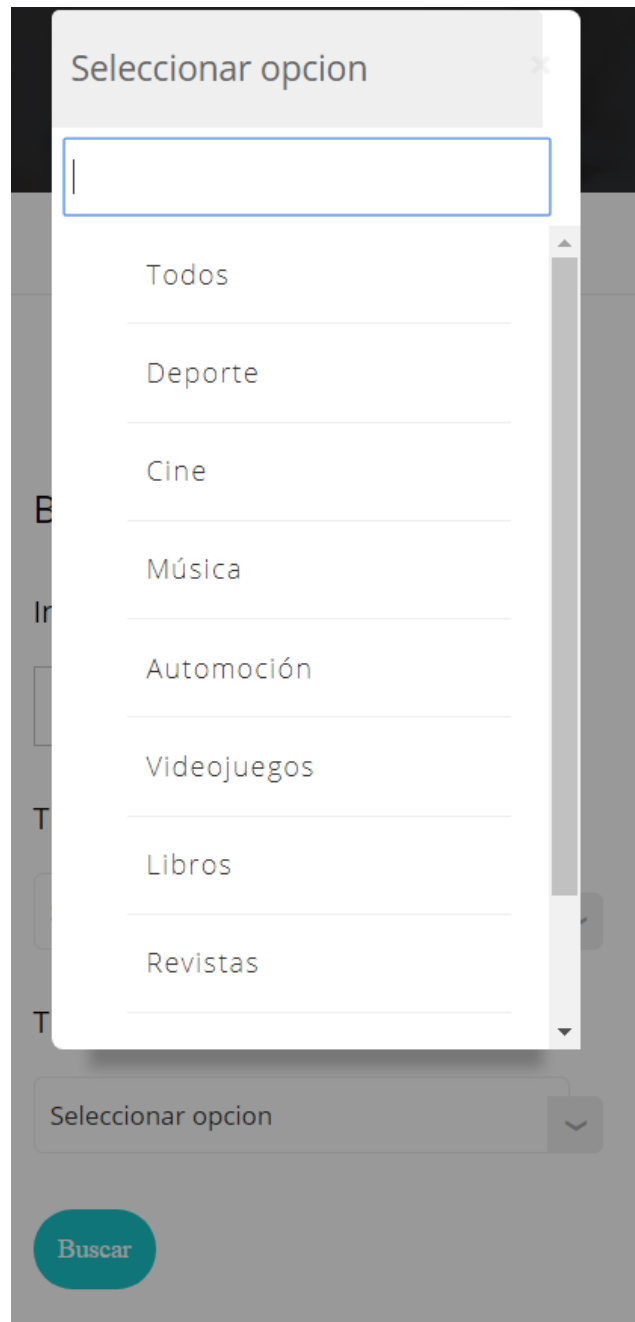 Seleccionar opcion
Todos
Deporte
Cine
Música
Automoción
Videojuegos
Libros
Revistas
Seleccionar opcion
Buscar